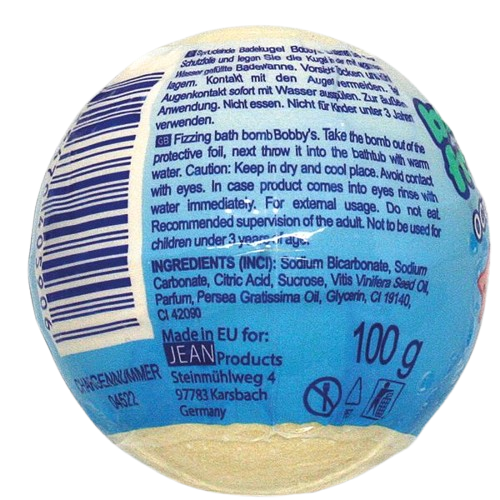 Sprudelnde Badekugel
Schutzfolie und legen Sie die Kugel in die mit
Wasser gefüllte Badewanne. Vorsicht:
lagern. Kontakt mit den Augen vermeiden.
Augenkontakt sofort mit Wasser ausspülen. Zur äußeren
Anwendung. Nicht essen. Nicht für Kinder unter 3 Jahren
verwenden.
GB Fizzing bath bomb Bobby's. Take the bomb out of the
protective foil, next throw it into the bathtub with warm
water. Caution: Keep in dry and cool place. Avoid contact
with eyes. In case product comes into eyes rinse with
water immediately. For external usage. Do not eat.
Recommended supervision of the adult. Not to be used for
children under 3 years of age.
INGREDIENTS (INCI): Sodium Bicarbonate, Sodium
Carbonate, Citric Acid, Sucrose, Vitis Vinifera Seed Oil,
Parfum, Persea Gratissima Oil, Glycerin, CI 19140,
CI 42090
Made in EU for:
JEAN Products
Steinmühlweg 4
97783 Karsbach
Germany
100 g
CHARGENNUMMER
04522